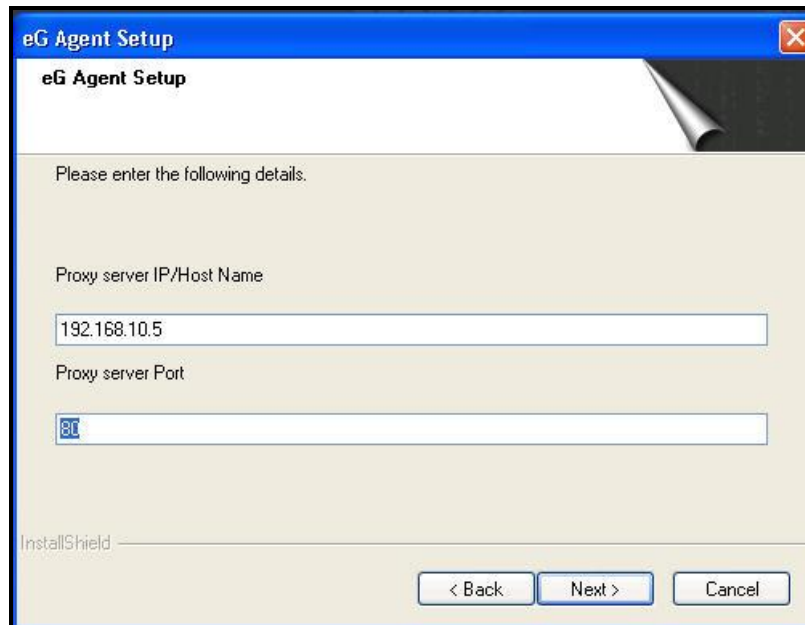 eG Agent Setup
eG Agent Setup
Please enter the following details.
Proxy server IP/Host Name
192.168.10.5
Proxy server Port
80
InstallShield
< Back Next > Cancel